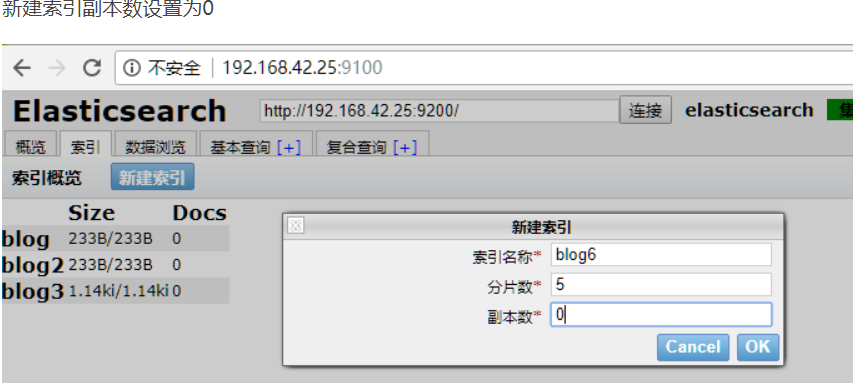 新建索引副本数设置为0
不安全 192.168.42.25:9100
Elasticsearch http://192.168.42.25:9200/ 连接 elasticsearch 集
概览 索引 数据浏览 基本查询 [+] 复合查询 [+]
索引概览 新建索引
Size Docs
blog 233B/233B 0
blog2 233B/233B 0
blog3 1.14ki/1.14ki 0
新建索引
索引名称* blog6
分片数* 5
副本数* 0
Cancel OK